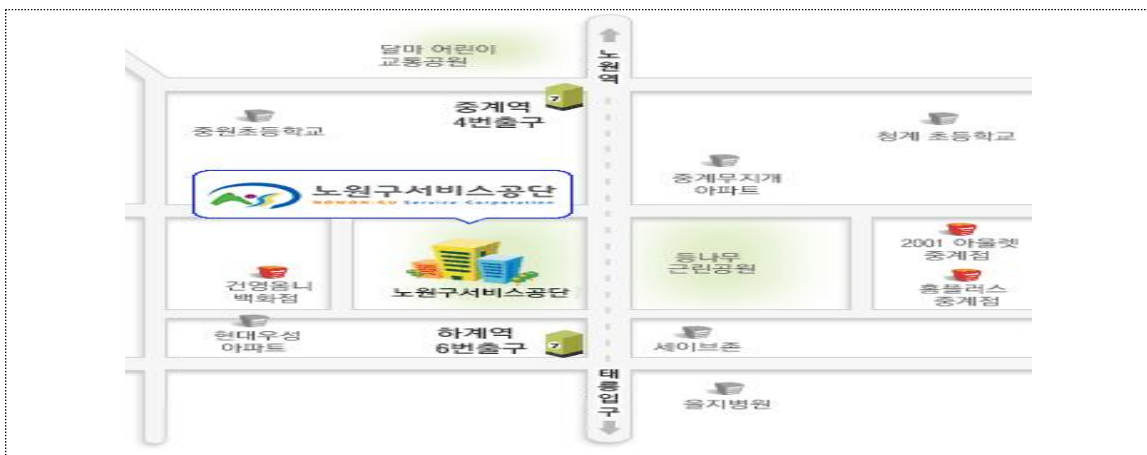 달마 어린이
교통공원
노원역
7
중계역
4번출구
중원초등학교
청계 초등학교
중계무지개
아파트
노원구서비스공단
NOWON-GU Service Corporation
2001 아울렛
중계점
등나무
근린공원
건영옴니
백화점
노원구서비스공단
홈플러스
중계점
현대우성
아파트
하계역
6번출구
7
세이브존
태릉입구
을지병원